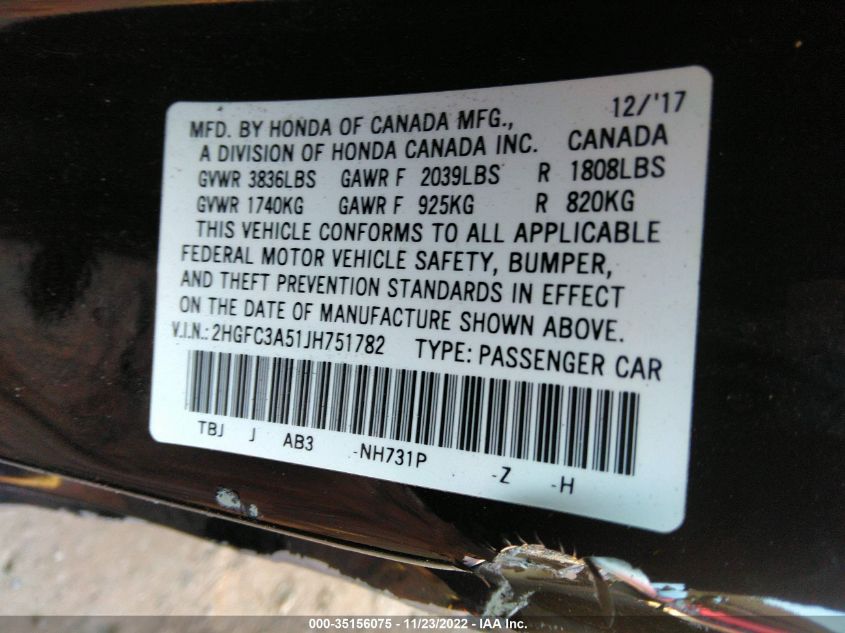 12/'17
MFD. BY HONDA OF CANADA MFG.,
A DIVISION OF HONDA CANADA INC. CANADA
GVWR 3836LBS GAWR F 2039LBS R 1808LBS
GVWR 1740KG GAWR F 925KG R 820KG
THIS VEHICLE CONFORMS TO ALL APPLICABLE
FEDERAL MOTOR VEHICLE SAFETY, BUMPER,
AND THEFT PREVENTION STANDARDS IN EFFECT
ON THE DATE OF MANUFACTURE SHOWN ABOVE.
V.I.N.: 2HGFC3A51JH751782 TYPE: PASSENGER CAR
TBJ J AB3 -NH731P -Z -H
000-35156075 - 11/23/2022 - IAA Inc.